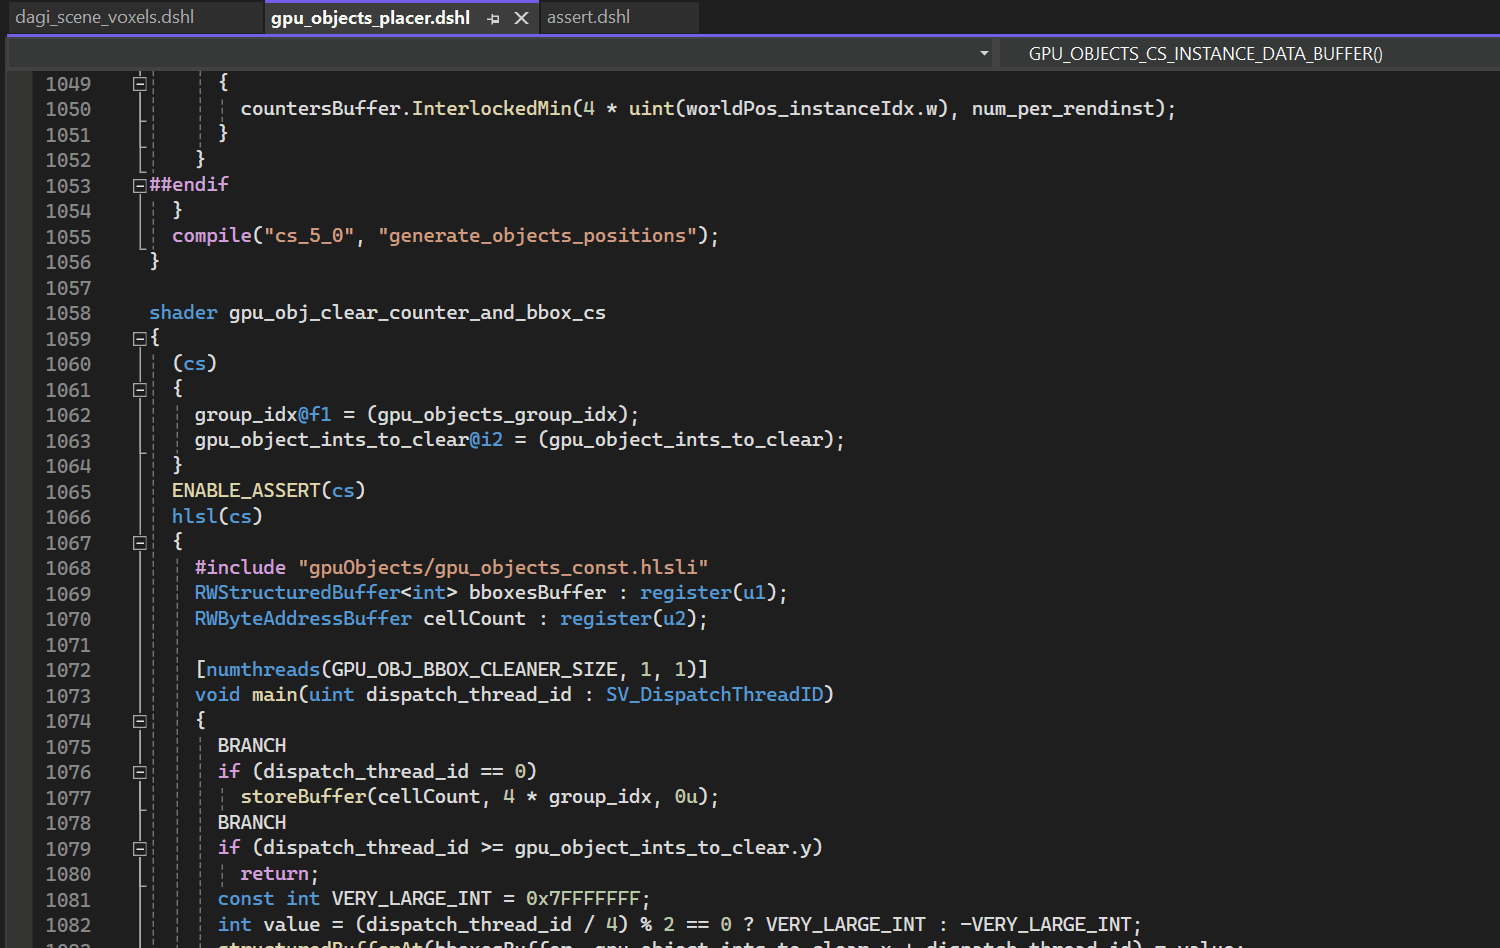 dagi_scene_voxels.dshl gpu_objects_placer.dshl assert.dshl
GPU_OBJECTS_CS_INSTANCE_DATA_BUFFER()
1049 {
1050 countersBuffer.InterlockedMin(4 * uint(worldPos_instanceIdx.w), num_per_rendinst);
1051 }
1052 }
1053 ##endif
1054 }
1055 compile("cs_5_0", "generate_objects_positions");
1056 }
1057
1058 shader gpu_obj_clear_counter_and_bbox_cs
1059 {
1060 (cs)
1061 {
1062 group_idx@f1 = (gpu_objects_group_idx);
1063 gpu_object_ints_to_clear@i2 = (gpu_object_ints_to_clear);
1064 }
1065 ENABLE_ASSERT(cs)
1066 hlsl(cs)
1067 {
1068 #include "gpuObjects/gpu_objects_const.hlsli"
1069 RWStructuredBuffer<int> bboxesBuffer : register(u1);
1070 RWByteAddressBuffer cellCount : register(u2);
1071
1072 [numthreads(GPU_OBJ_BBOX_CLEANER_SIZE, 1, 1)]
1073 void main(uint dispatch_thread_id : SV_DispatchThreadID)
1074 {
1075 BRANCH
1076 if (dispatch_thread_id == 0)
1077 storeBuffer(cellCount, 4 * group_idx, 0u);
1078 BRANCH
1079 if (dispatch_thread_id >= gpu_object_ints_to_clear.y)
1080 return;
1081 const int VERY_LARGE_INT = 0x7FFFFFFF;
1082 int value = (dispatch_thread_id / 4) % 2 == 0 ? VERY_LARGE_INT : -VERY_LARGE_INT;
structuredBufferAt(bboxesBuffer, gpu_object_ints_to_clear.x + dispatch_thread_id) = value;